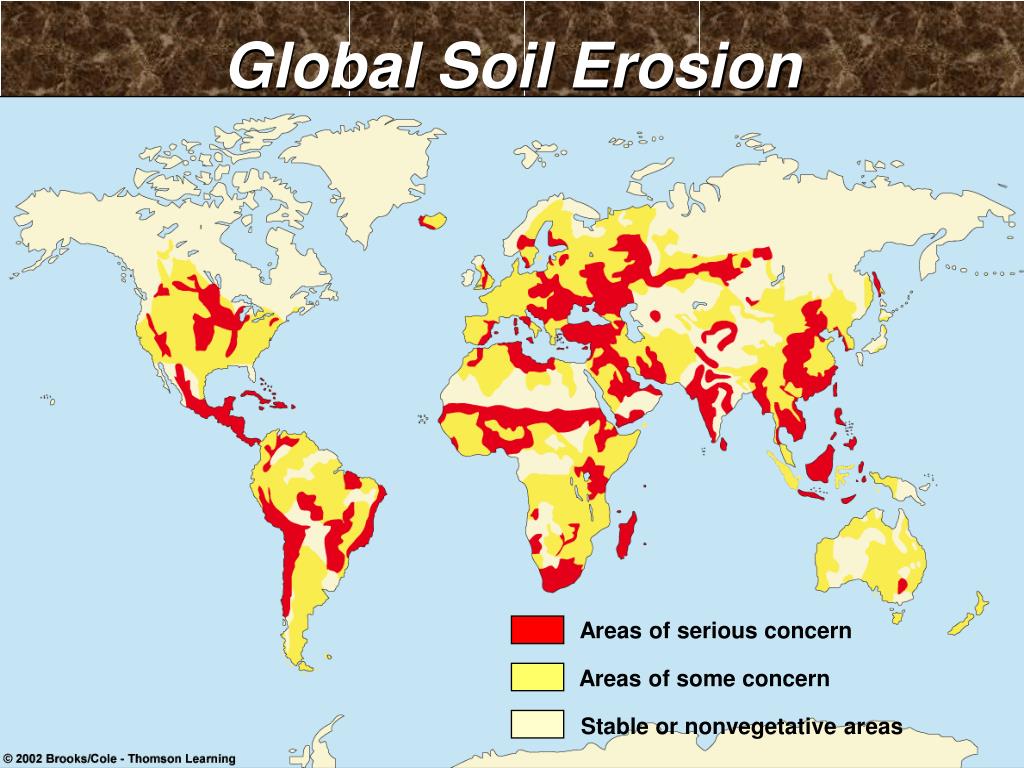 Global Soil Erosion
Areas of serious concern
Areas of some concern
Stable or nonvegetative areas
© 2002 Brooks/Cole - Thomson Learning